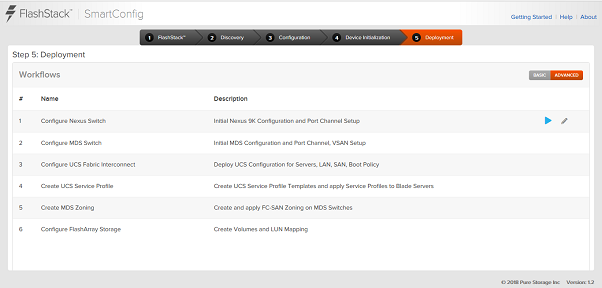 FlashStack™ SmartConfig
Getting Started | Help | About
1 FlashStack™ 2 Discovery 3 Configuration 4 Device Initialization 5 Deployment
Step 5: Deployment
Workflows BASIC ADVANCED
# Name Description
1 Configure Nexus Switch Initial Nexus 9K Configuration and Port Channel Setup
2 Configure MDS Switch Initial MDS Configuration and Port Channel, VSAN Setup
3 Configure UCS Fabric Interconnect Deploy UCS Configuration for Servers, LAN, SAN, Boot Policy
4 Create UCS Service Profile Create UCS Service Profile Templates and apply Service Profiles to Blade Servers
5 Create MDS Zoning Create and apply FC-SAN Zoning on MDS Switches
6 Configure FlashArray Storage Create Volumes and LUN Mapping
© 2018 Pure Storage Inc Version: 1.2